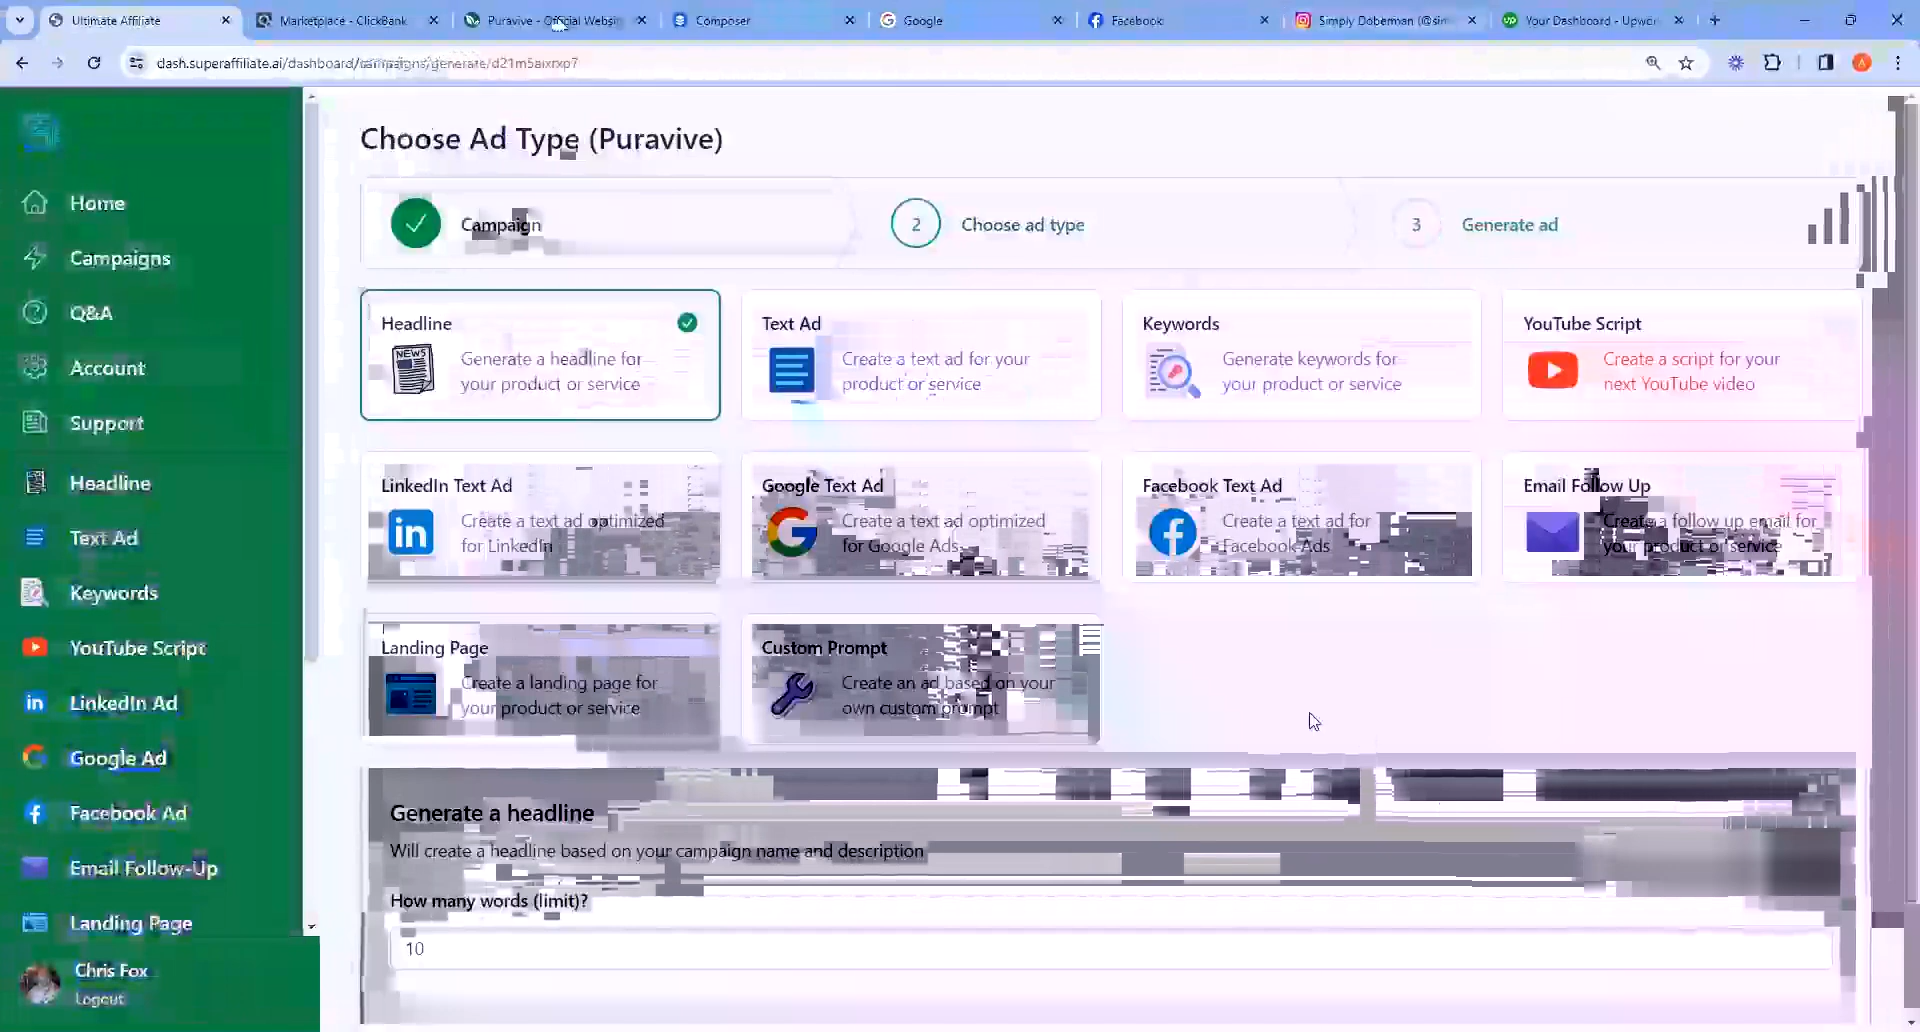 Ultimate Affiliate
Marketplace - ClickBank
Puravive - Official Websi
Composer
Google
Facebook
Simply Doberman (@sim
Your Dashboard - Upwor
dash.superaffiliate.ai/dashboard/campaigns/generate/d21m5aixrxp7
A
Home
Campaigns
Q&A
Account
Support
Headline
Text Ad
Keywords
YouTube Script
LinkedIn Ad
Google Ad
Facebook Ad
Email Follow-Up
Landing Page
Chris Fox
Logout
Choose Ad Type (Puravive)
Campaign
2
Choose ad type
3
Generate ad
Headline
NEWS
Generate a headline for
your product or service
Text Ad
Create a text ad for your
product or service
Keywords
Generate keywords for
your product or service
YouTube Script
Create a script for your
next YouTube video
LinkedIn Text Ad
Create a text ad optimized
for LinkedIn
Google Text Ad
Create a text ad optimized
for Google Ads
Facebook Text Ad
Create a text ad for
Facebook Ads
Email Follow Up
Create a follow up email for
your product or service
Landing Page
Create a landing page for
your product or service
Custom Prompt
Create an ad based on your
own custom prompt
Generate a headline
Will create a headline based on your campaign name and description
How many words (limit)?
10